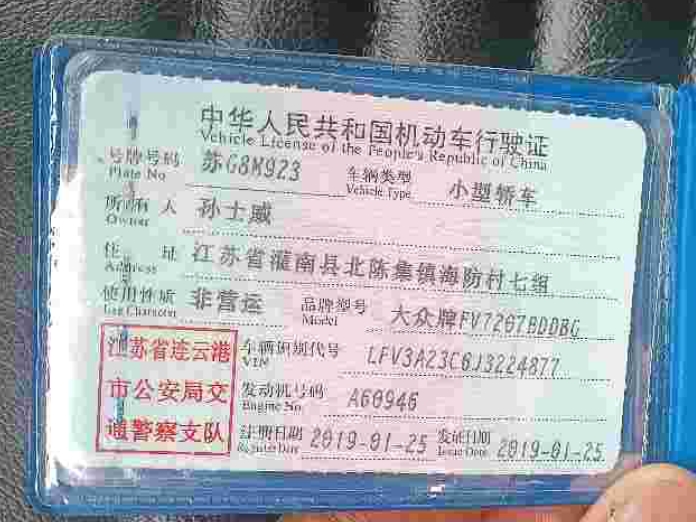 中华人民共和国机动车行驶证
Vehicle License of the People's Republic of China
号牌号码 苏G8M923 车辆类型 小型轿车
Plate No Vehicle Type
所有人 孙士威
Owner
住址 江苏省灌南县北陈集镇海防村七组
Address
使用性质 非营运 品牌型号 大众牌FV7207BDDBG
Use Character Model
江苏省连云港
市公安局交
通警察支队
车辆识别代号 LFV3A23C6J3224877
VIN
发动机号码 A60946
Engine No
注册日期 2019-01-25 发证日期 2019-01-25
Register Date Issue Date